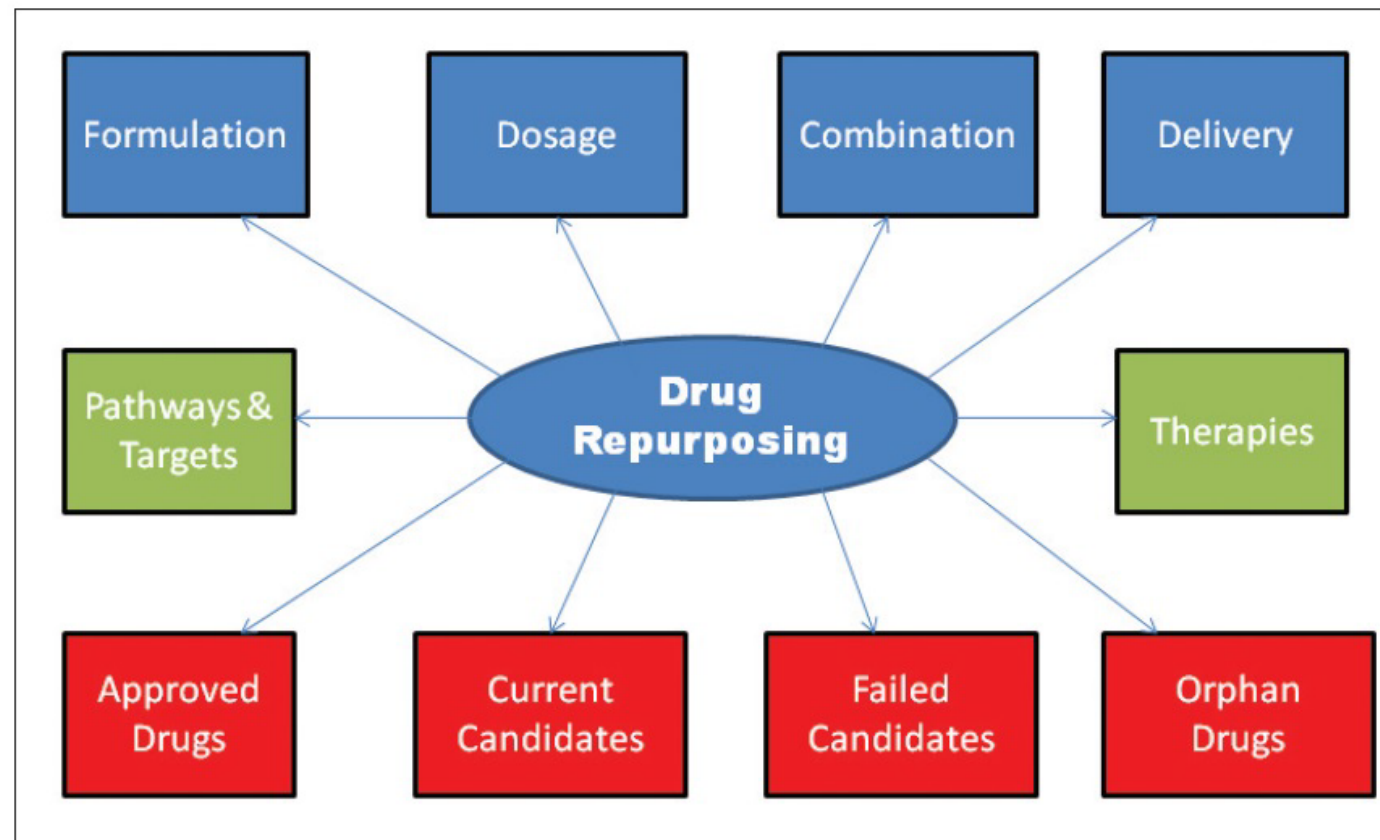 Formulation
Dosage
Combination
Delivery
Pathways &
Targets
Drug
Repurposing
Therapies
Approved
Drugs
Current
Candidates
Failed
Candidates
Orphan
Drugs